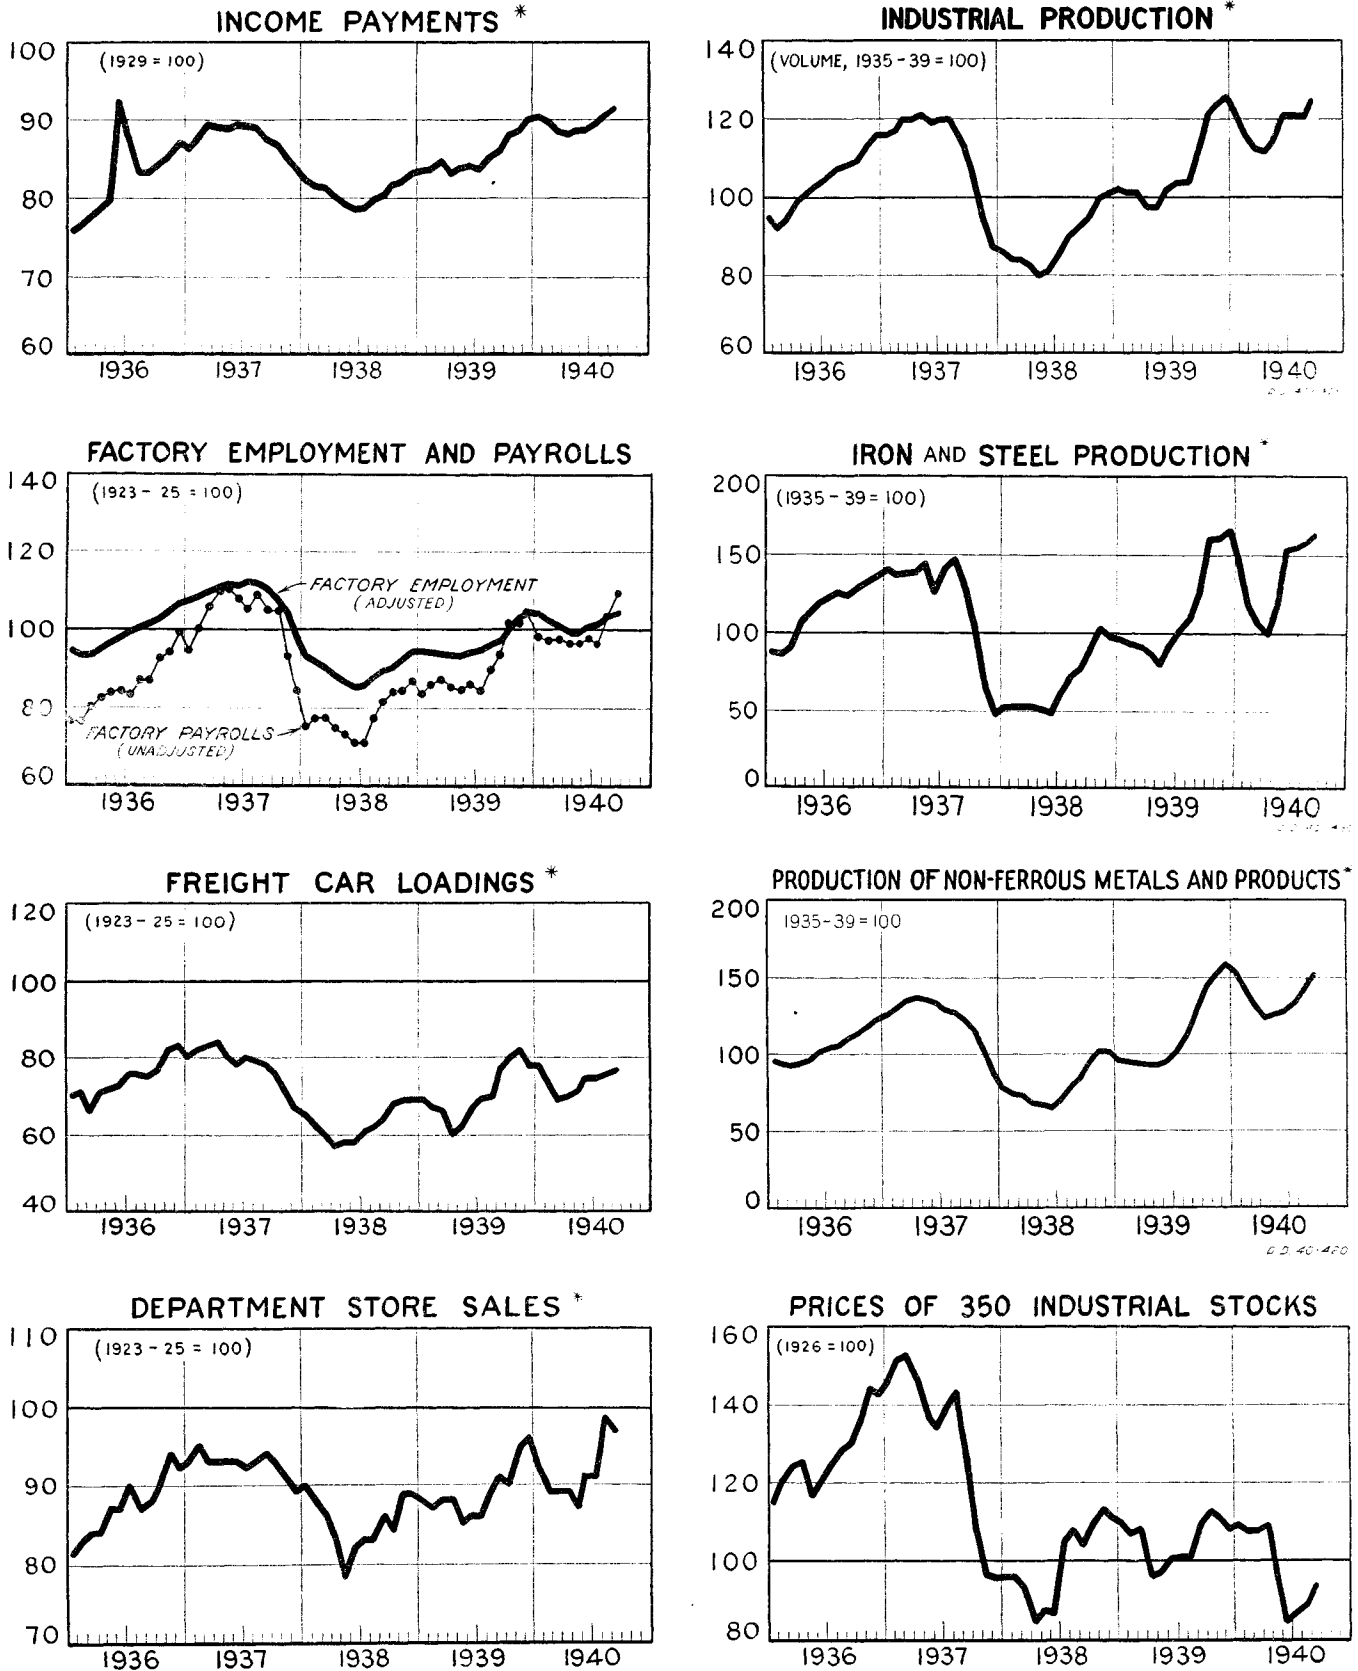 INCOME PAYMENTS *
(1929 = 100)
100
90
80
70
60
1936 1937 1938 1939 1940
INDUSTRIAL PRODUCTION *
(VOLUME, 1935-39 = 100)
140
120
100
80
60
1936 1937 1938 1939 1940
FACTORY EMPLOYMENT AND PAYROLLS
(1923-25 = 100)
140
120
100
80
60
FACTORY EMPLOYMENT
(ADJUSTED)
FACTORY PAYROLLS
(UNADJUSTED)
1936 1937 1938 1939 1940
IRON AND STEEL PRODUCTION *
(1935-39 = 100)
200
150
100
50
0
1936 1937 1938 1939 1940
FREIGHT CAR LOADINGS *
(1923-25 = 100)
120
100
80
60
40
1936 1937 1938 1939 1940
PRODUCTION OF NON-FERROUS METALS AND PRODUCTS *
1935-39 = 100
200
150
100
50
0
1936 1937 1938 1939 1940
D.D. 40-420
DEPARTMENT STORE SALES *
(1923-25 = 100)
110
100
90
80
70
1936 1937 1938 1939 1940
PRICES OF 350 INDUSTRIAL STOCKS
(1926 = 100)
160
140
120
100
80
1936 1937 1938 1939 1940